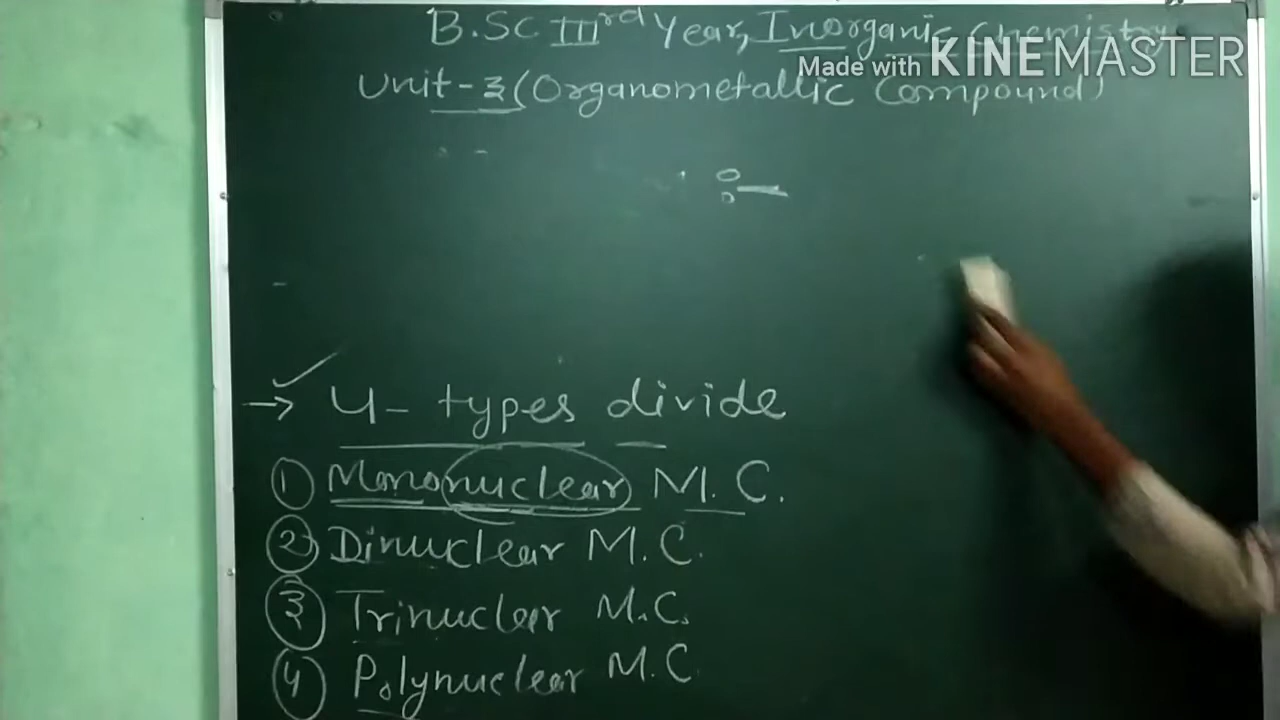 B.Sc IIIrd Year, Inorganic Chemistry
Made with KINEMASTER
Unit-3 (Organometallic Compound)
→ 4- types divide
① Mononuclear M.C.
② Dinuclear M.C.
③ Trinuclear M.C.
④ Polynuclear M.C.